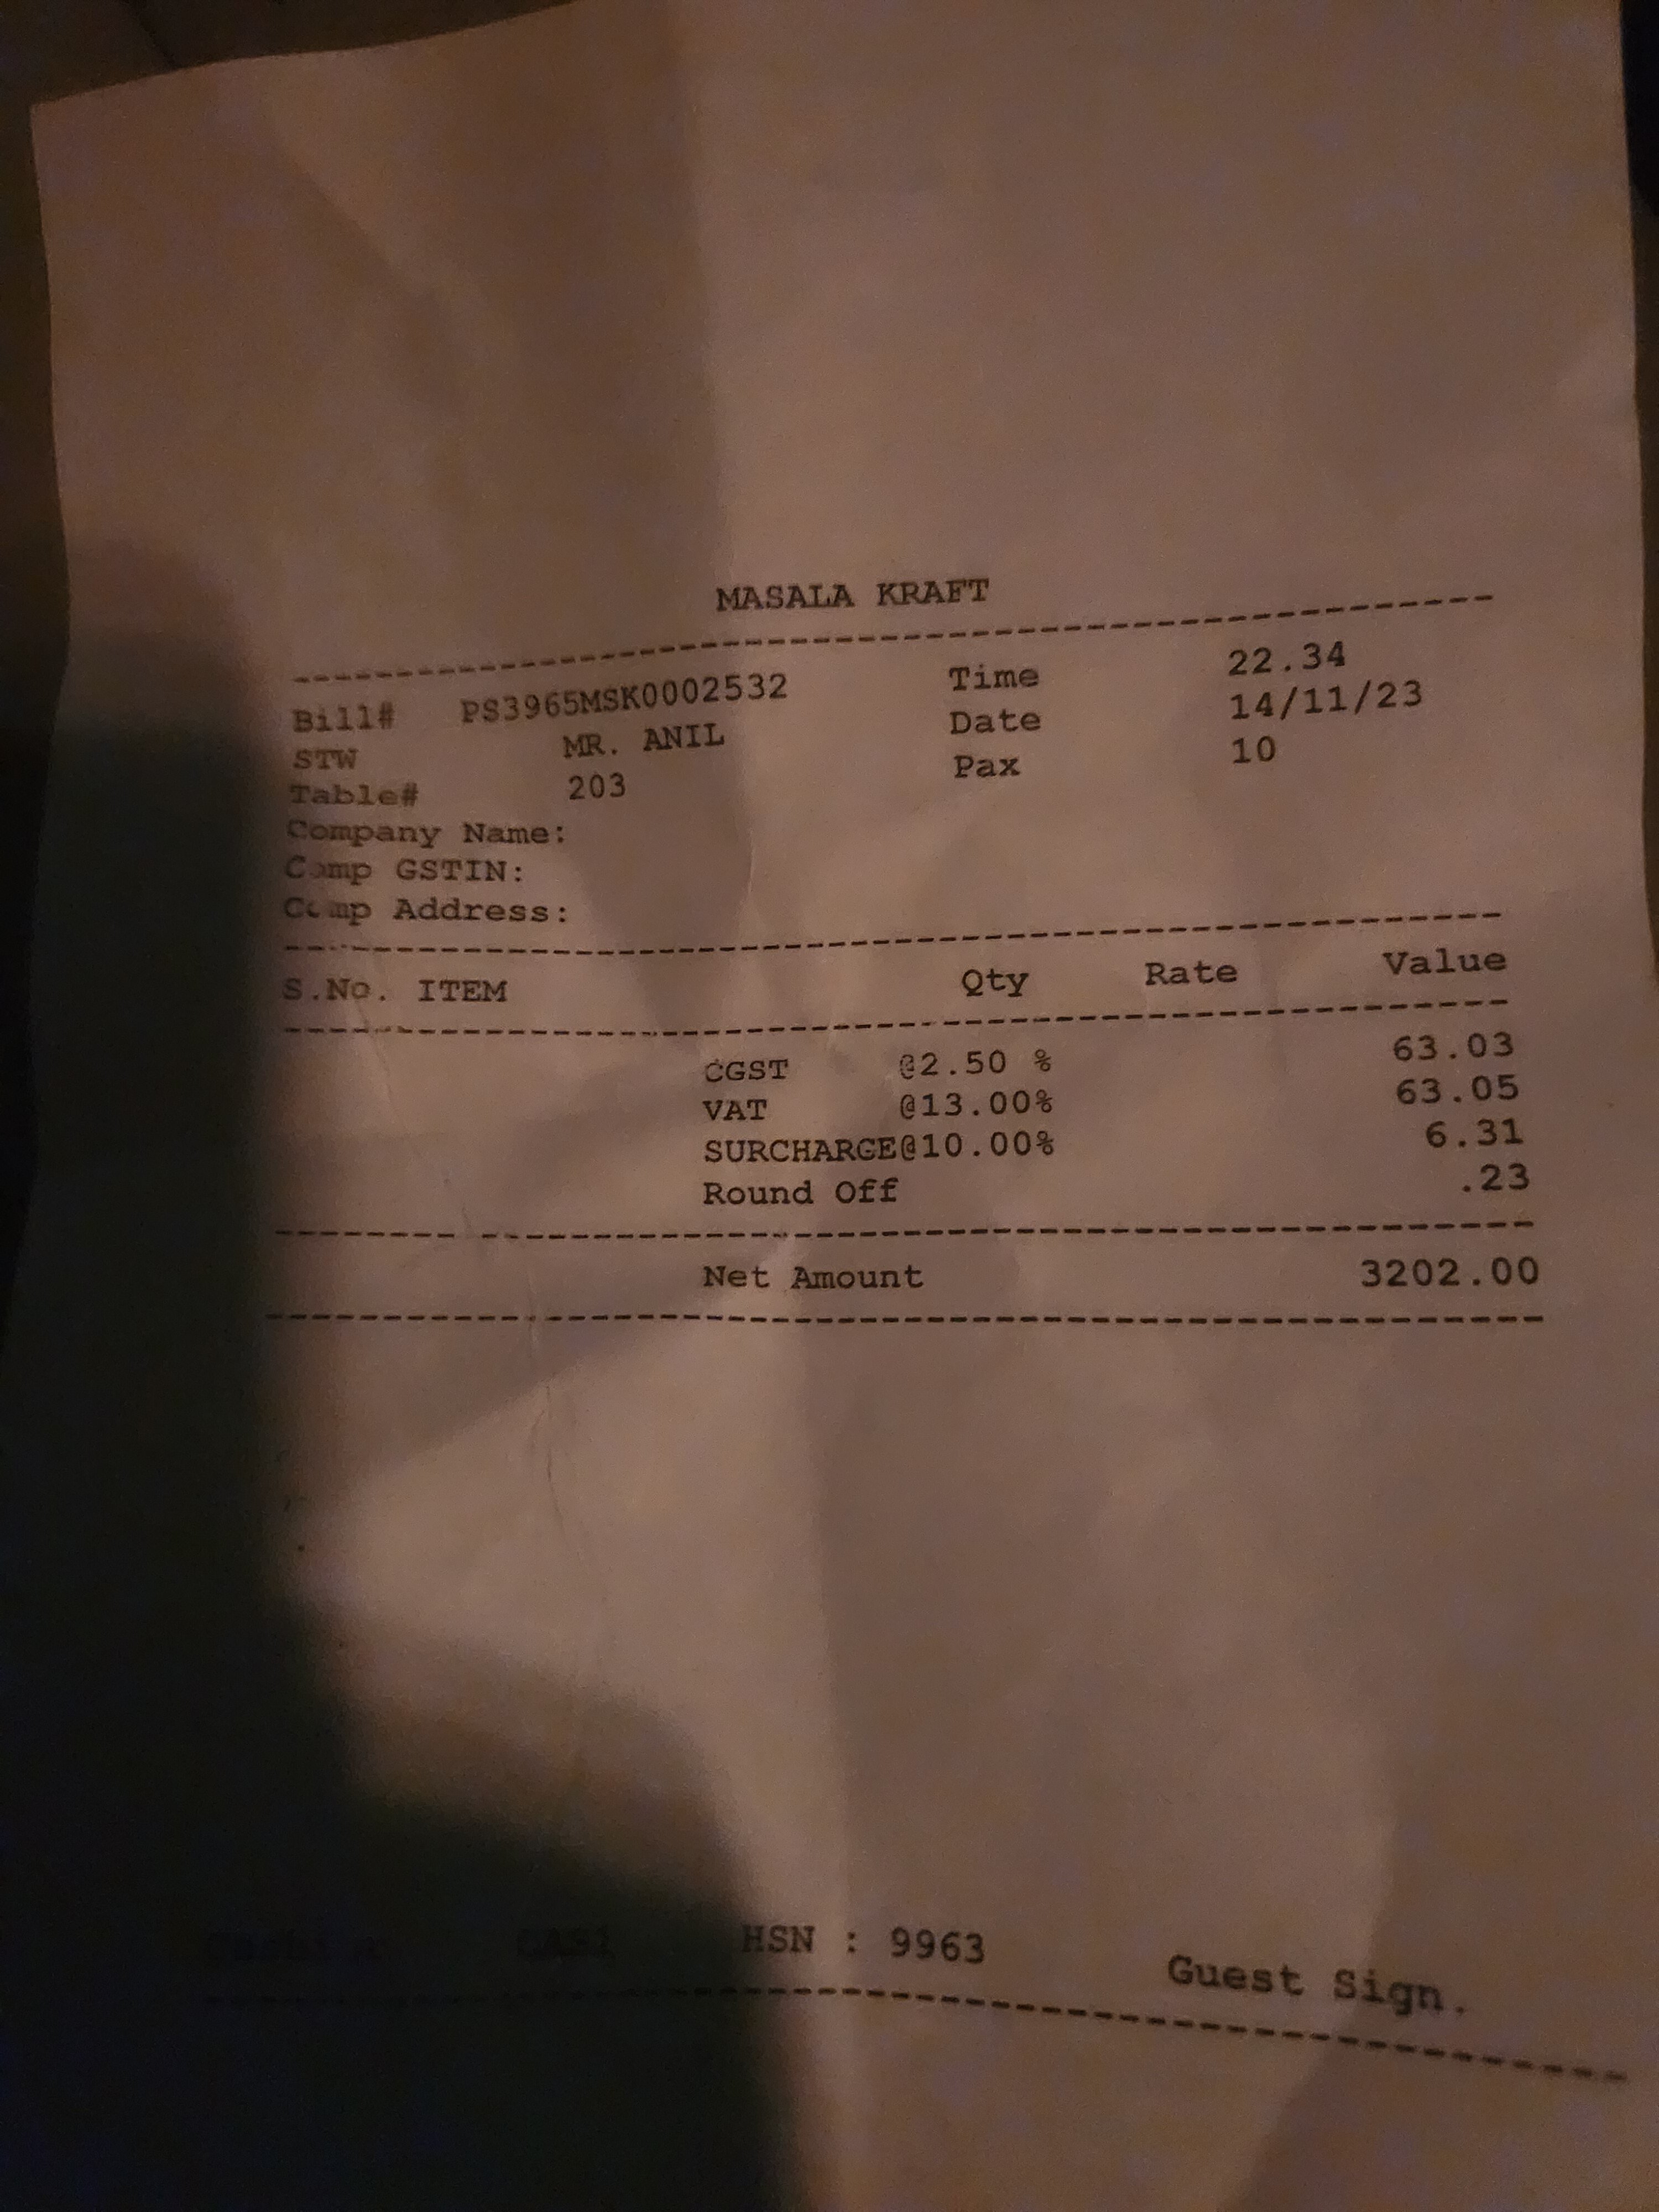 MASALA KRAFT
Bill# PS3965MSK0002532 Time 22.34
STW MR. ANIL Date 14/11/23
Table# 203 Pax 10
Company Name:
Comp GSTIN:
Comp Address:
S.No. ITEM Qty Rate Value
CGST @2.50 % 63.03
VAT @13.00% 63.05
SURCHARGE@10.00% 6.31
Round Off .23
Net Amount 3202.00
HSN : 9963 Guest Sign.